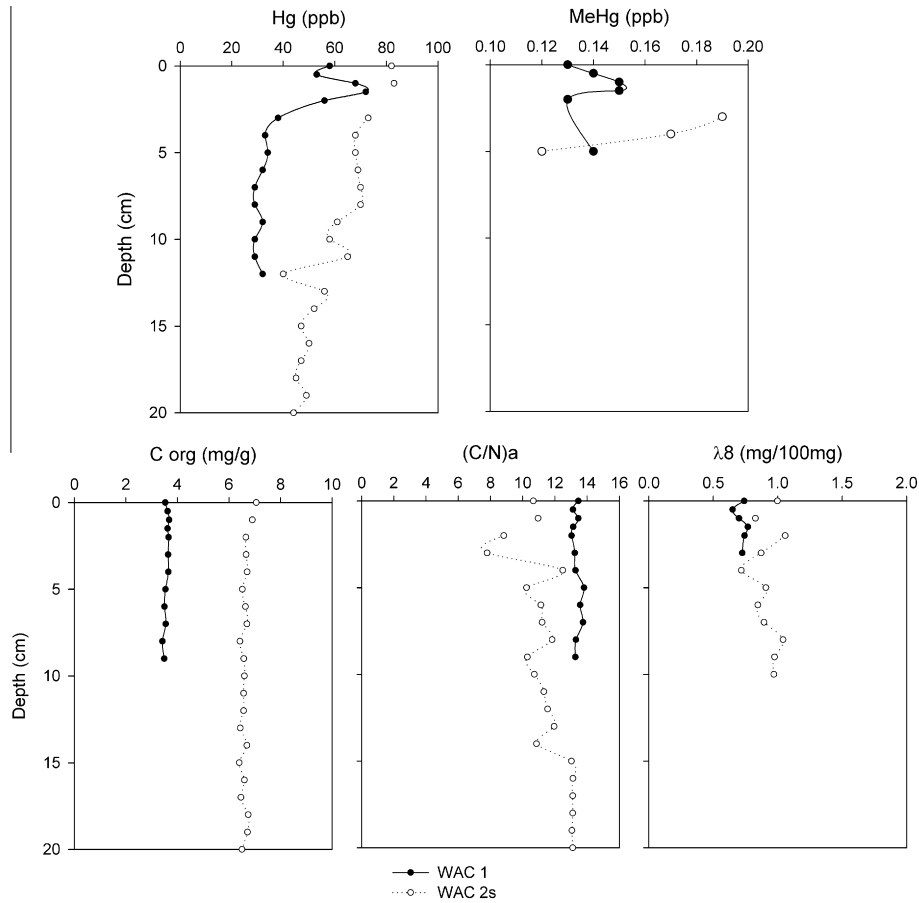 Hg (ppb)
MeHg (ppb)
0 20 40 60 80 100
0.10 0.12 0.14 0.16 0.18 0.20
0
5
10
15
20
Depth (cm)
C org (mg/g)
(C/N)a
λ8 (mg/100mg)
0 2 4 6 8 10
0 2 4 6 8 10 12 14 16
0.0 0.5 1.0 1.5 2.0
0
5
10
15
20
Depth (cm)
WAC 1
WAC 2s